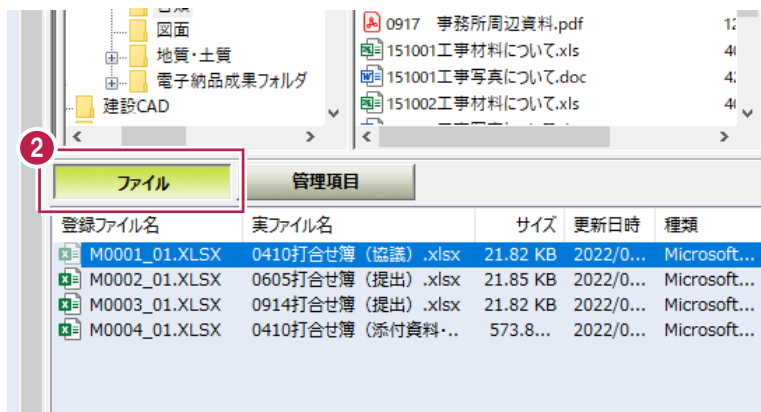 図面
地質・土質
電子納品成果フォルダ
建設CAD
0917 事務所周辺資料.pdf
151001工事材料について.xls
151001工事写真について.doc
151002工事材料について.xls
2
ファイル 管理項目
登録ファイル名 実ファイル名 サイズ 更新日時 種類
M0001_01.XLSX 0410打合せ簿（協議）.xlsx 21.82 KB 2022/0... Microsoft...
M0002_01.XLSX 0605打合せ簿（提出）.xlsx 21.85 KB 2022/0... Microsoft...
M0003_01.XLSX 0914打合せ簿（提出）.xlsx 21.82 KB 2022/0... Microsoft...
M0004_01.XLSX 0410打合せ簿（添付資料・.. 573.8... 2022/0... Microsoft...